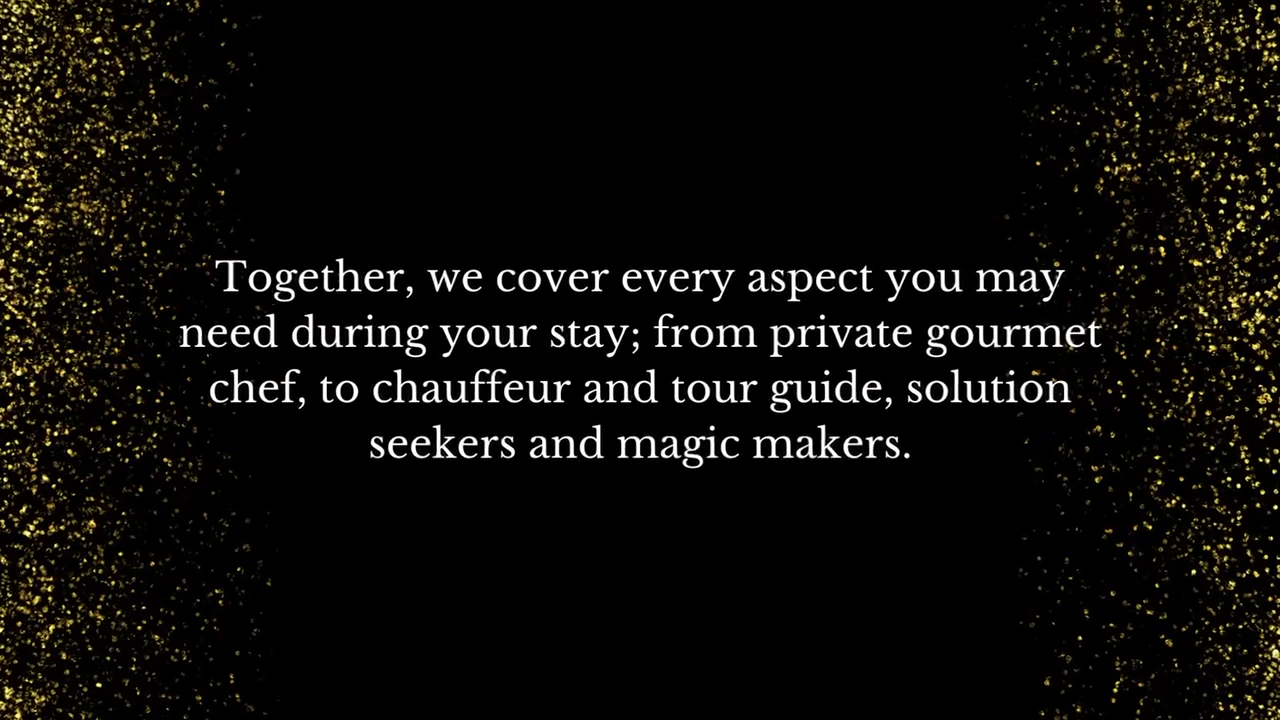 Together, we cover every aspect you may
need during your stay; from private gourmet
chef, to chauffeur and tour guide, solution
seekers and magic makers.